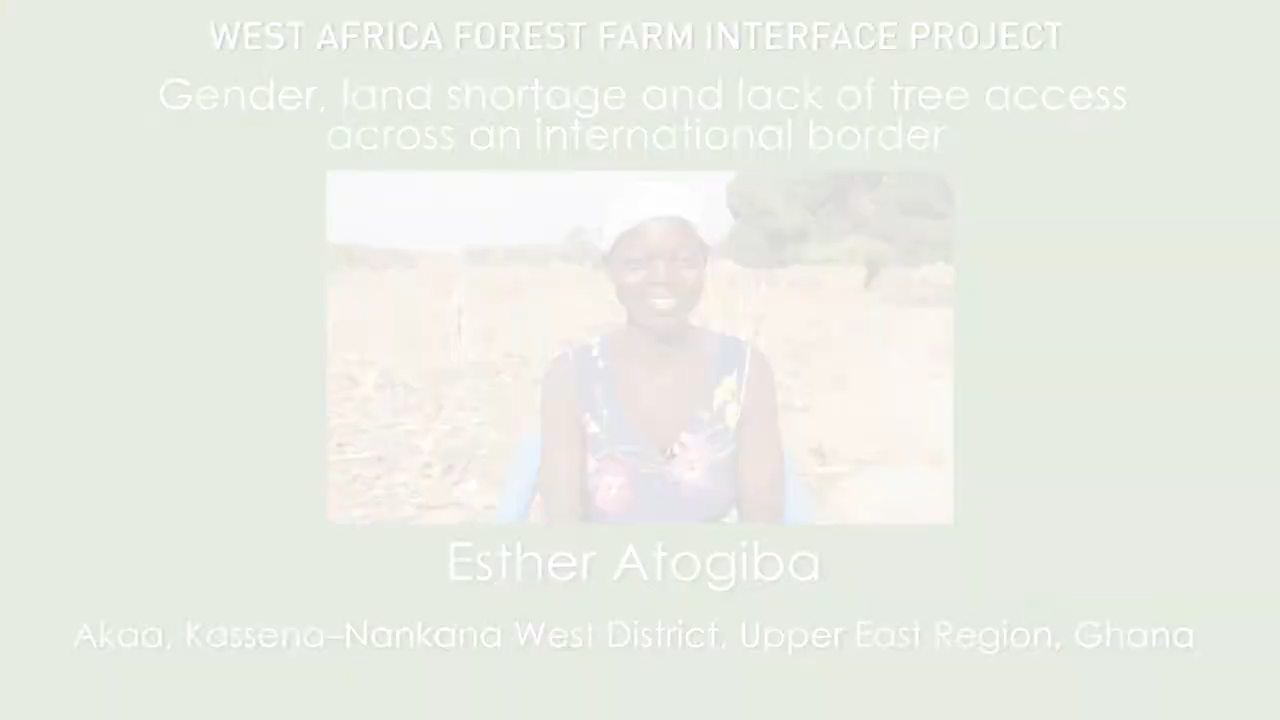 WEST AFRICA FOREST FARM INTERFACE PROJECT
Gender, land shortage and lack of tree access
across an international border
Esther Atogiba
Akaa, Kassena–Nankana West District, Upper East Region, Ghana